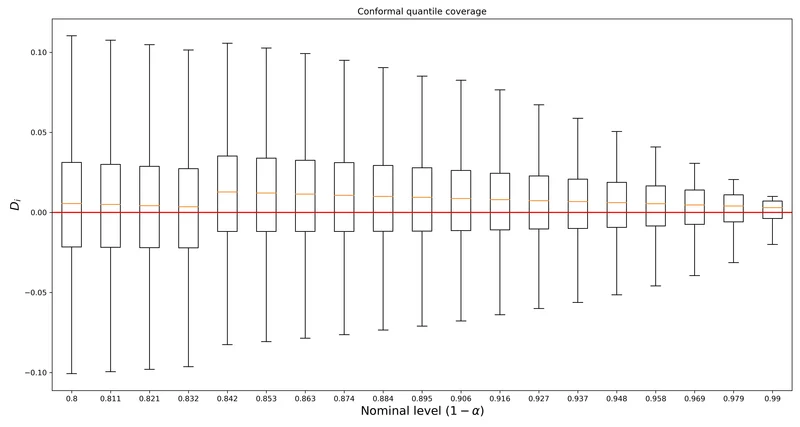 Conformal quantile coverage
0.10
0.05
0.00
−0.05
−0.10
D_i
0.8 0.811 0.821 0.832 0.842 0.853 0.863 0.874 0.884 0.895 0.906 0.916 0.927 0.937 0.948 0.958 0.969 0.979 0.99
Nominal level (1 − α)